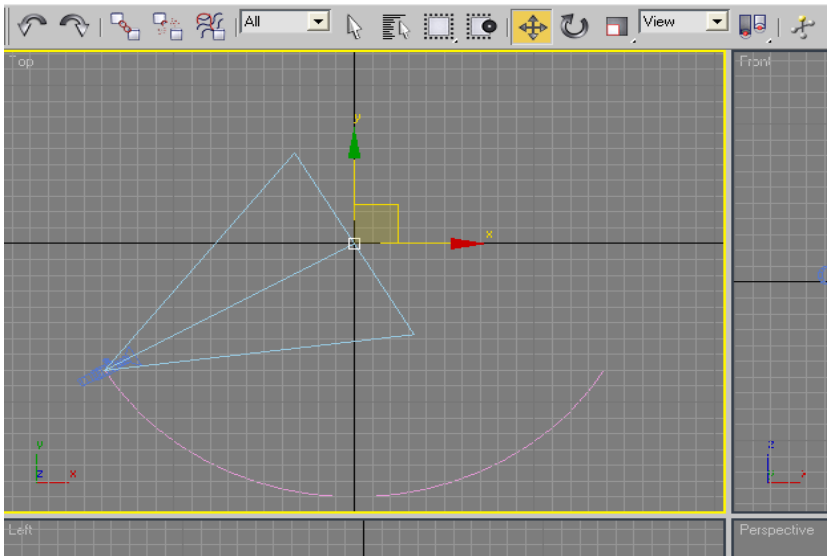 All
View
Top
Front
y
x
y
z x
z
x
Left
Perspective